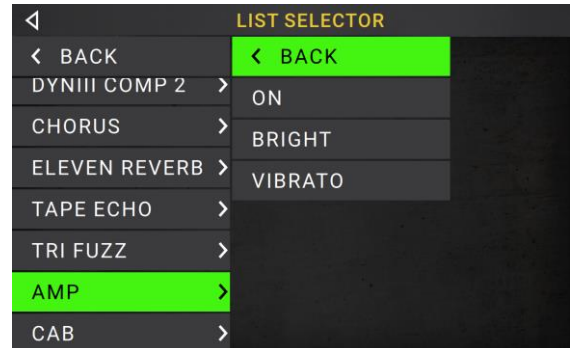 LIST SELECTOR
BACK
DYNIII COMP 2
CHORUS
ELEVEN REVERB
TAPE ECHO
TRI FUZZ
AMP
CAB
BACK
ON
BRIGHT
VIBRATO